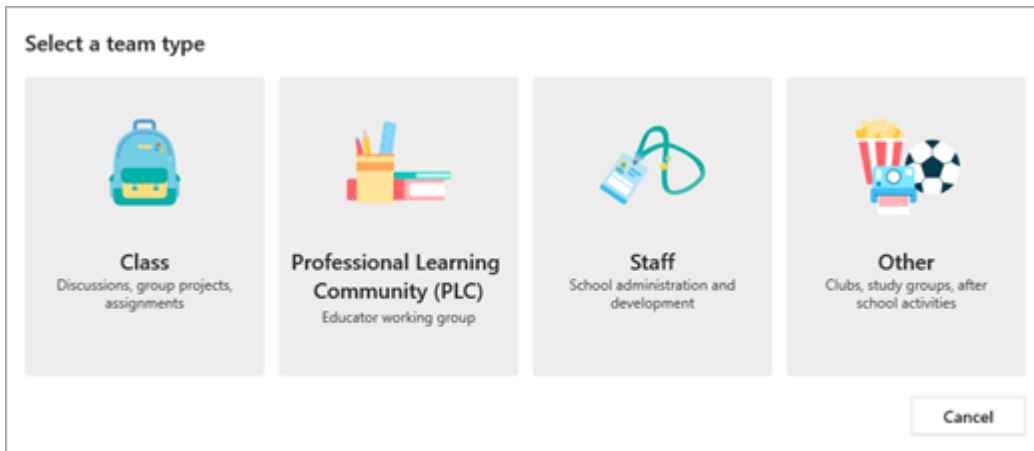 Select a team type
Class
Discussions, group projects,
assignments
Professional Learning
Community (PLC)
Educator working group
Staff
School administration and
development
Other
Clubs, study groups, after
school activities
Cancel